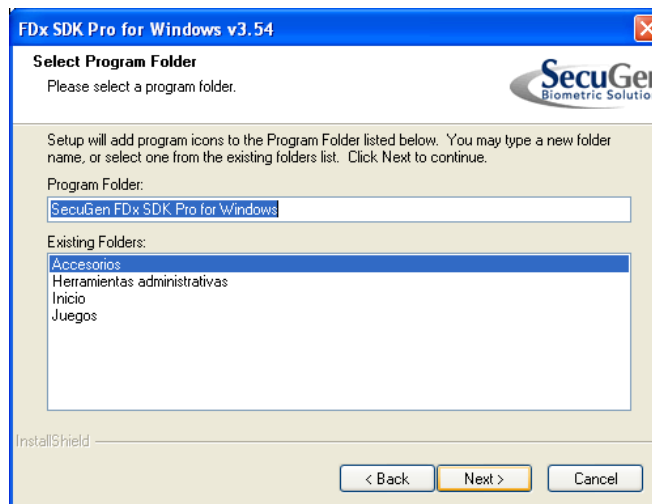 FDx SDK Pro for Windows v3.54
Select Program Folder
Please select a program folder.
SecuGen
Biometric Solutio
Setup will add program icons to the Program Folder listed below. You may type a new folder
name, or select one from the existing folders list. Click Next to continue.
Program Folder:
SecuGen FDx SDK Pro for Windows
Existing Folders:
Accesorios
Herramientas administrativas
Inicio
Juegos
InstallShield
< Back
Next >
Cancel